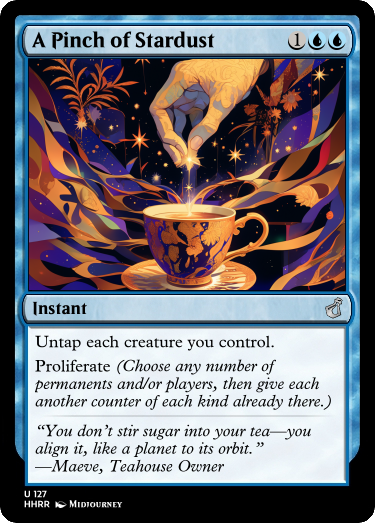 A Pinch of Stardust 1
Instant
Untap each creature you control.
Proliferate (Choose any number of
permanents and/or players, then give each
another counter of each kind already there.)
“You don’t stir sugar into your tea—you
align it, like a planet to its orbit.”
—Maeve, Teahouse Owner
U 127
HHRR Midjourney